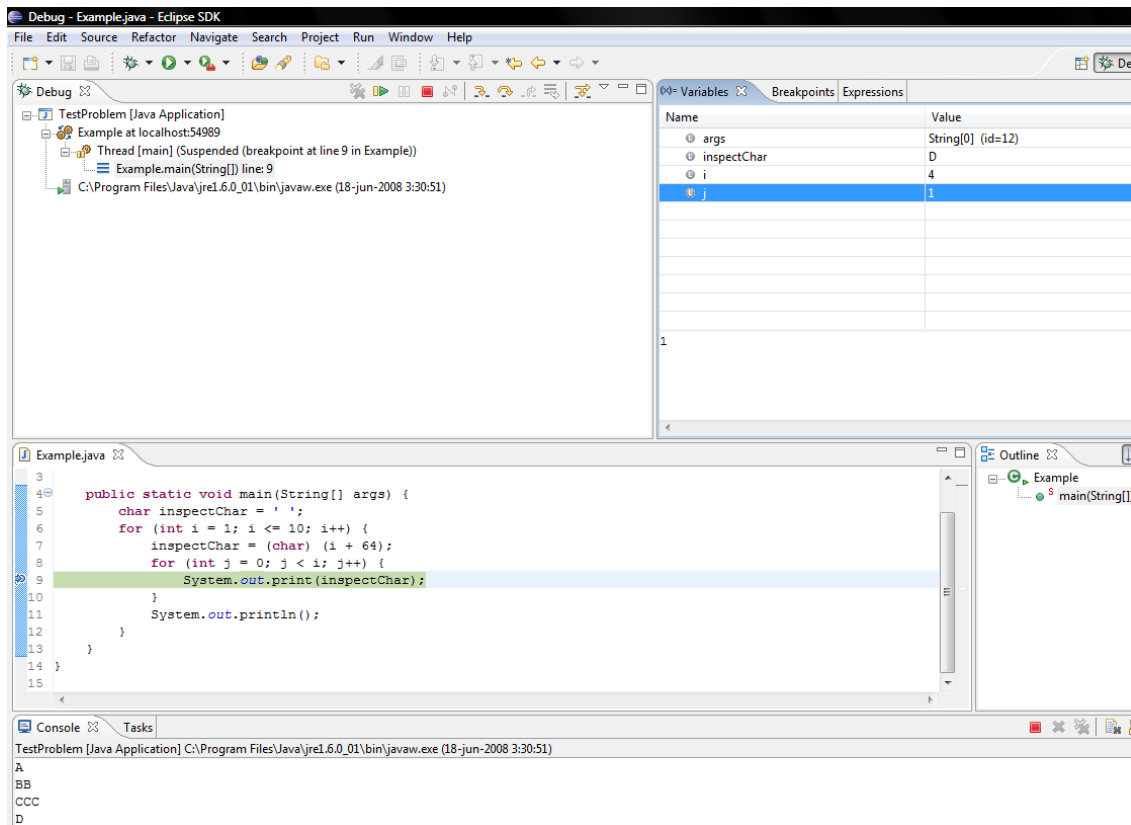 Debug - Example.java - Eclipse SDK
File Edit Source Refactor Navigate Search Project Run Window Help
De
Debug
TestProblem [Java Application]
Example at localhost:54989
Thread [main] (Suspended (breakpoint at line 9 in Example))
Example.main(String[]) line: 9
C:\Program Files\Java\jre1.6.0_01\bin\javaw.exe (18-jun-2008 3:30:51)
(x)= Variables Breakpoints Expressions
Name Value
args String[0] (id=12)
inspectChar D
i 4
j 1
1
Example.java
3
4 public static void main(String[] args) {
5 char inspectChar = ' ';
6 for (int i = 1; i <= 10; i++) {
7 inspectChar = (char) (i + 64);
8 for (int j = 0; j < i; j++) {
9 System.out.print(inspectChar);
10 }
11 System.out.println();
12 }
13 }
14 }
15
Outline
Example
main(String[]
Console Tasks
TestProblem [Java Application] C:\Program Files\Java\jre1.6.0_01\bin\javaw.exe (18-jun-2008 3:30:51)
A
BB
CCC
D